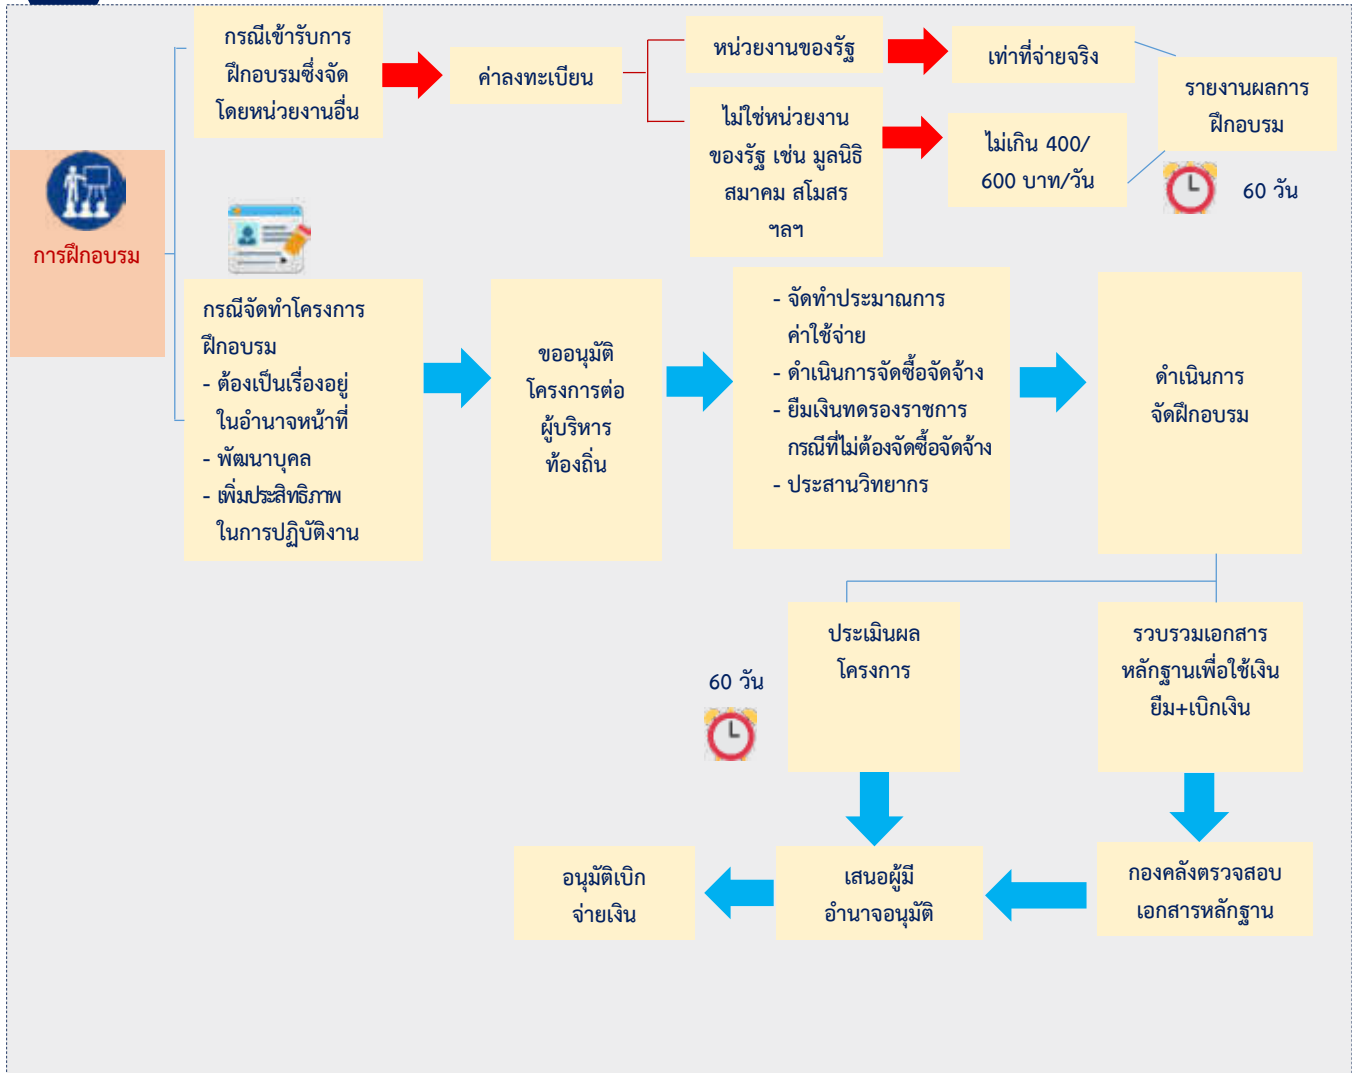 การฝึกอบรม
กรณีเข้ารับการ
ฝึกอบรมซึ่งจัด
โดยหน่วยงานอื่น
ค่าลงทะเบียน
หน่วยงานของรัฐ
เท่าที่จ่ายจริง
ไม่ใช่หน่วยงาน
ของรัฐ เช่น มูลนิธิ
สมาคม สโมสร
ฯลฯ
ไม่เกิน 400/
600 บาท/วัน
รายงานผลการ
ฝึกอบรม
60 วัน
กรณีจัดทำโครงการ
ฝึกอบรม
- ต้องเป็นเรื่องอยู่
ในอำนาจหน้าที่
- พัฒนาบุคล
- เพิ่มประสิทธิภาพ
ในการปฏิบัติงาน
ขออนุมัติ
โครงการต่อ
ผู้บริหาร
ท้องถิ่น
- จัดทำประมาณการ
ค่าใช้จ่าย
- ดำเนินการจัดซื้อจัดจ้าง
- ยืมเงินทดรองราชการ
กรณีที่ไม่ต้องจัดซื้อจัดจ้าง
- ประสานวิทยากร
ดำเนินการ
จัดฝึกอบรม
ประเมินผล
โครงการ
60 วัน
รวบรวมเอกสาร
หลักฐานเพื่อใช้เงิน
ยืม+เบิกเงิน
กองคลังตรวจสอบ
เอกสารหลักฐาน
เสนอผู้มี
อำนาจอนุมัติ
อนุมัติเบิก
จ่ายเงิน